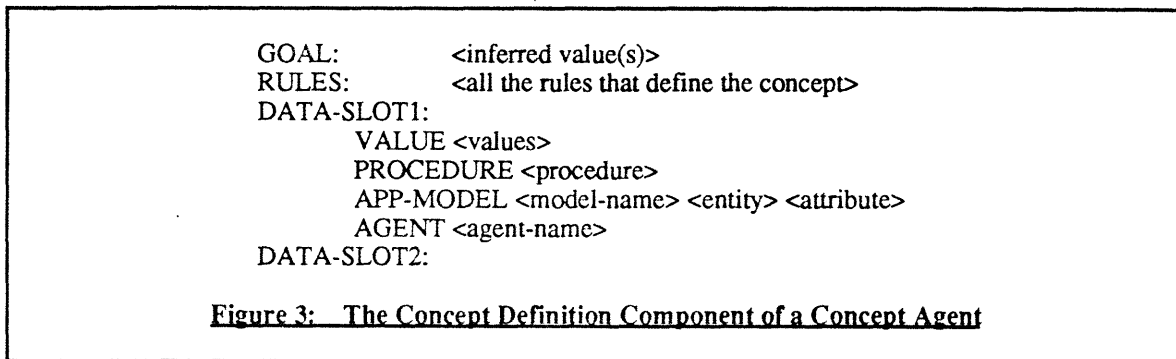 GOAL: <inferred value(s)>
RULES: <all the rules that define the concept>
DATA-SLOT1:
VALUE <values>
PROCEDURE <procedure>
APP-MODEL <model-name> <entity> <attribute>
AGENT <agent-name>
DATA-SLOT2:
Figure 3: The Concept Definition Component of a Concept Agent